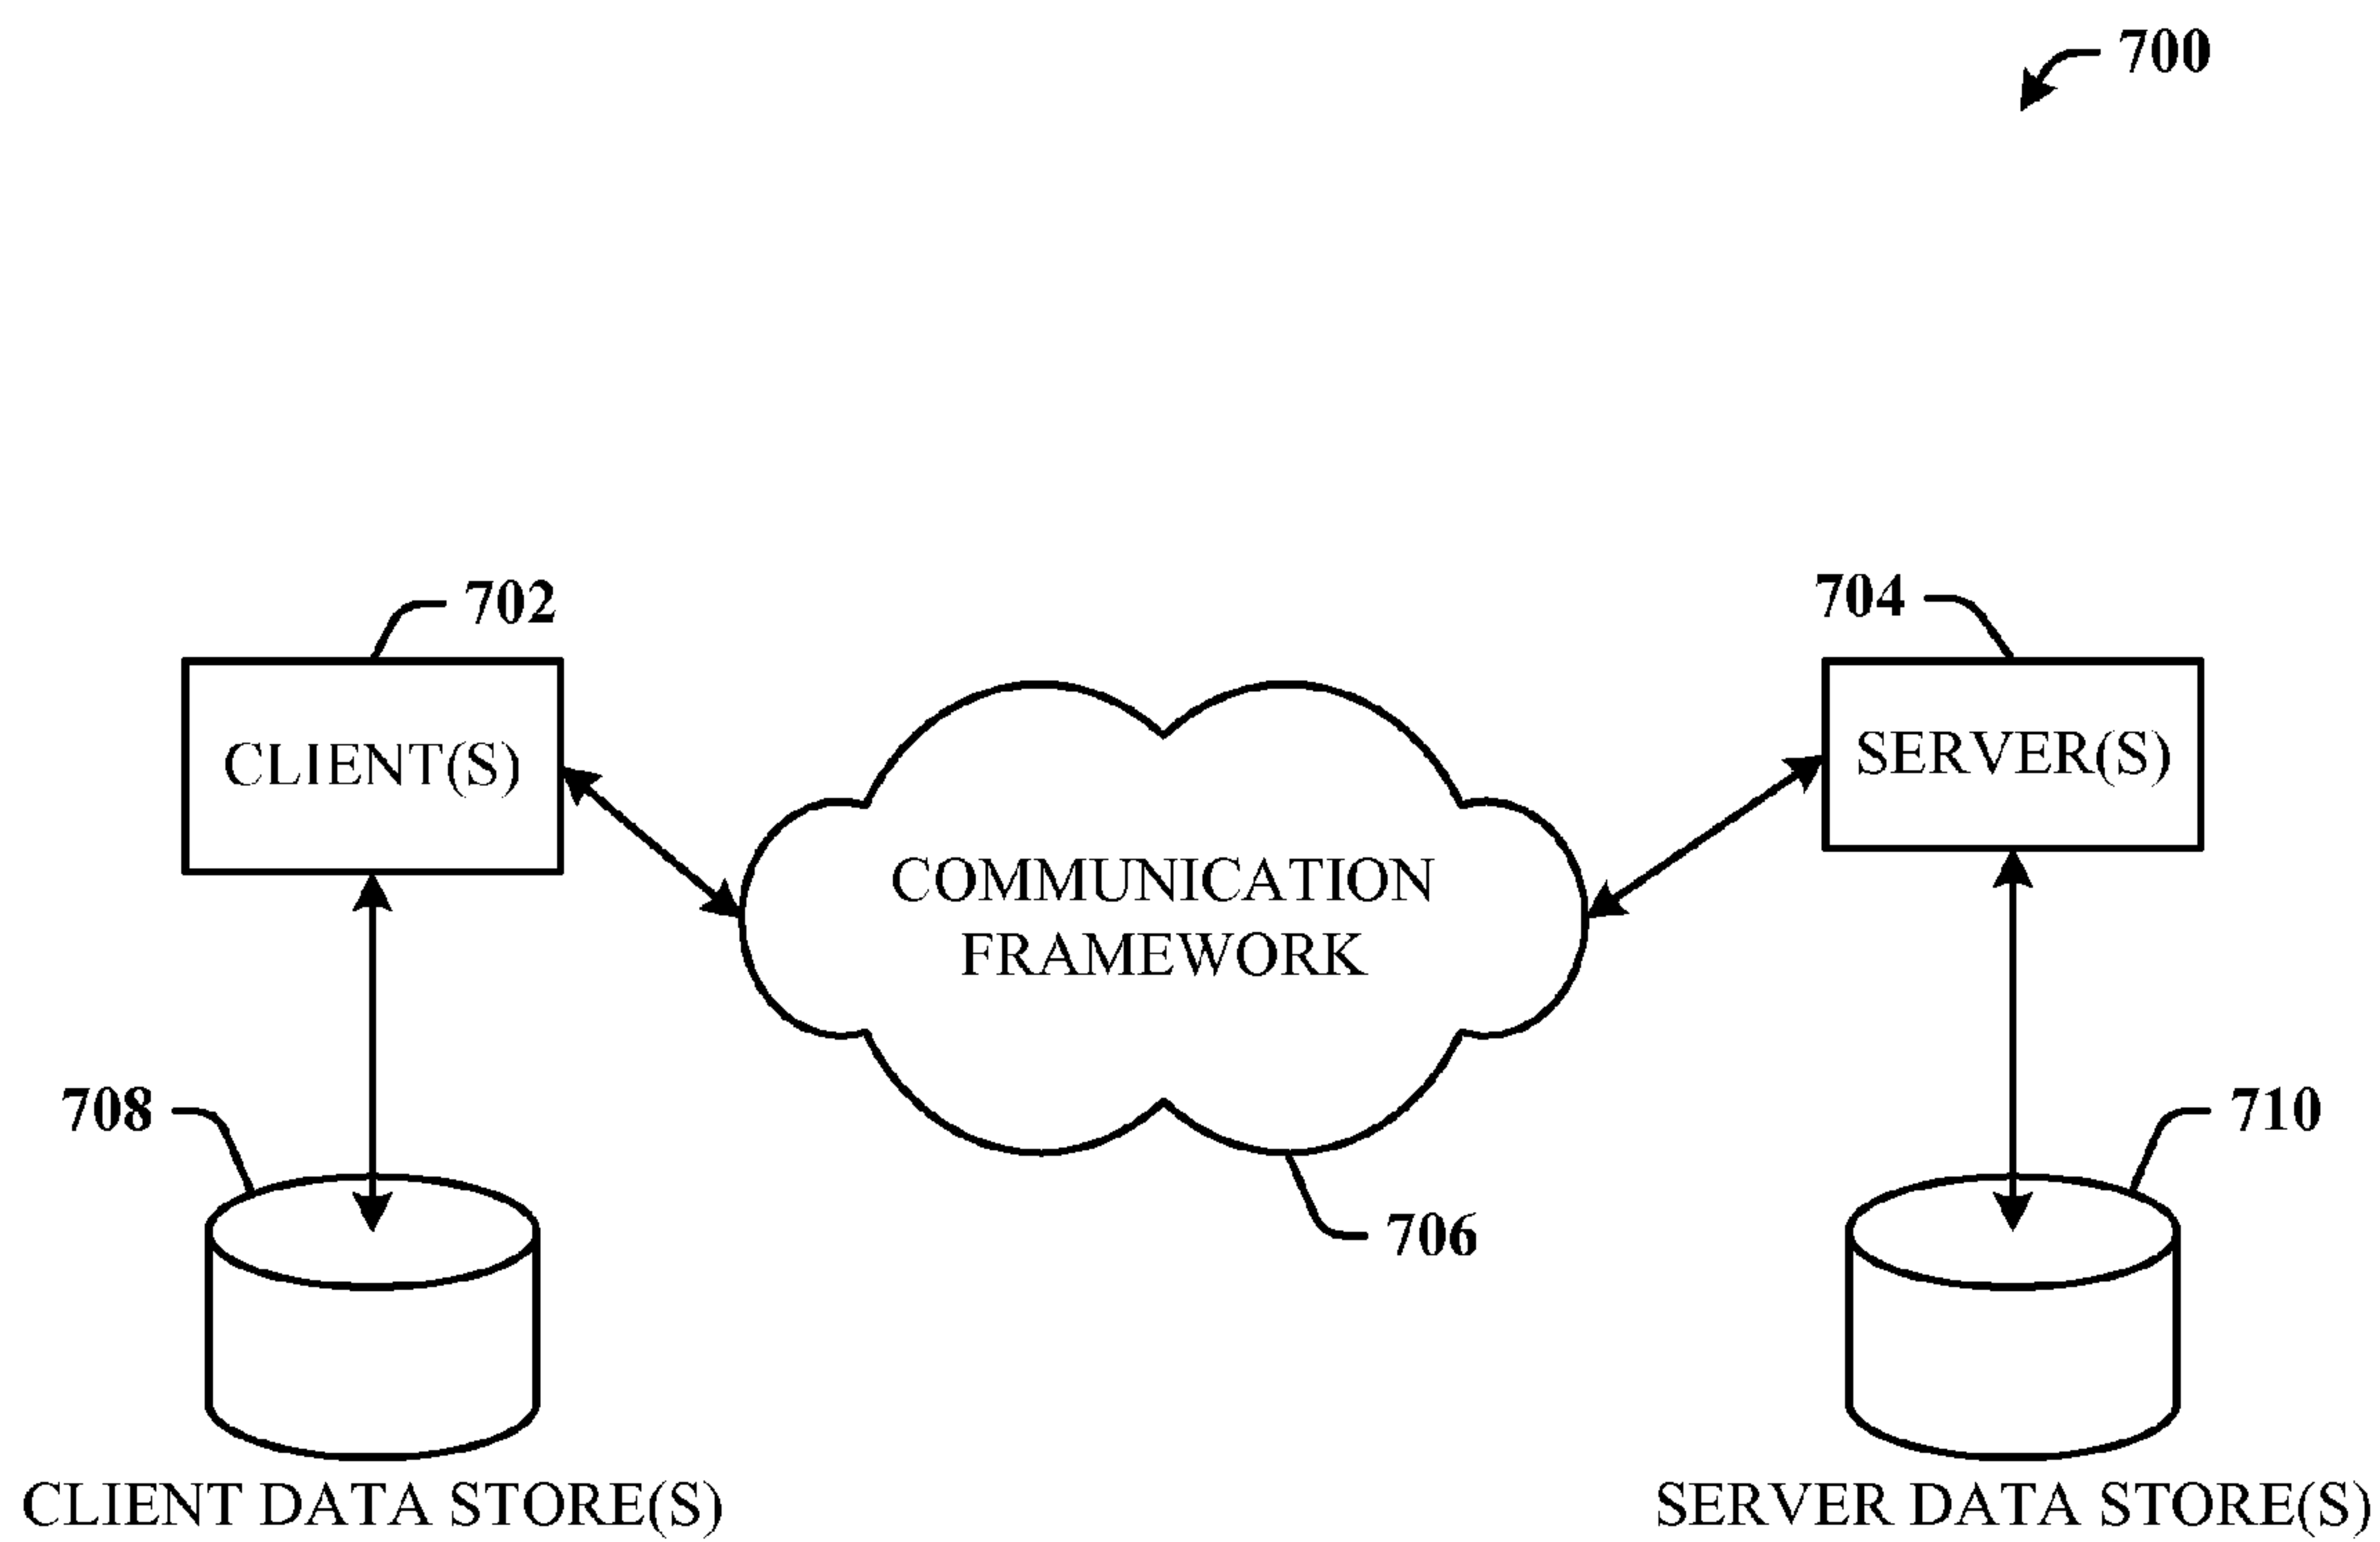 700
702
704
CLIENT(S)
SERVER(S)
COMMUNICATION
FRAMEWORK
708
710
706
CLIENT DATA STORE(S)
SERVER DATA STORE(S)